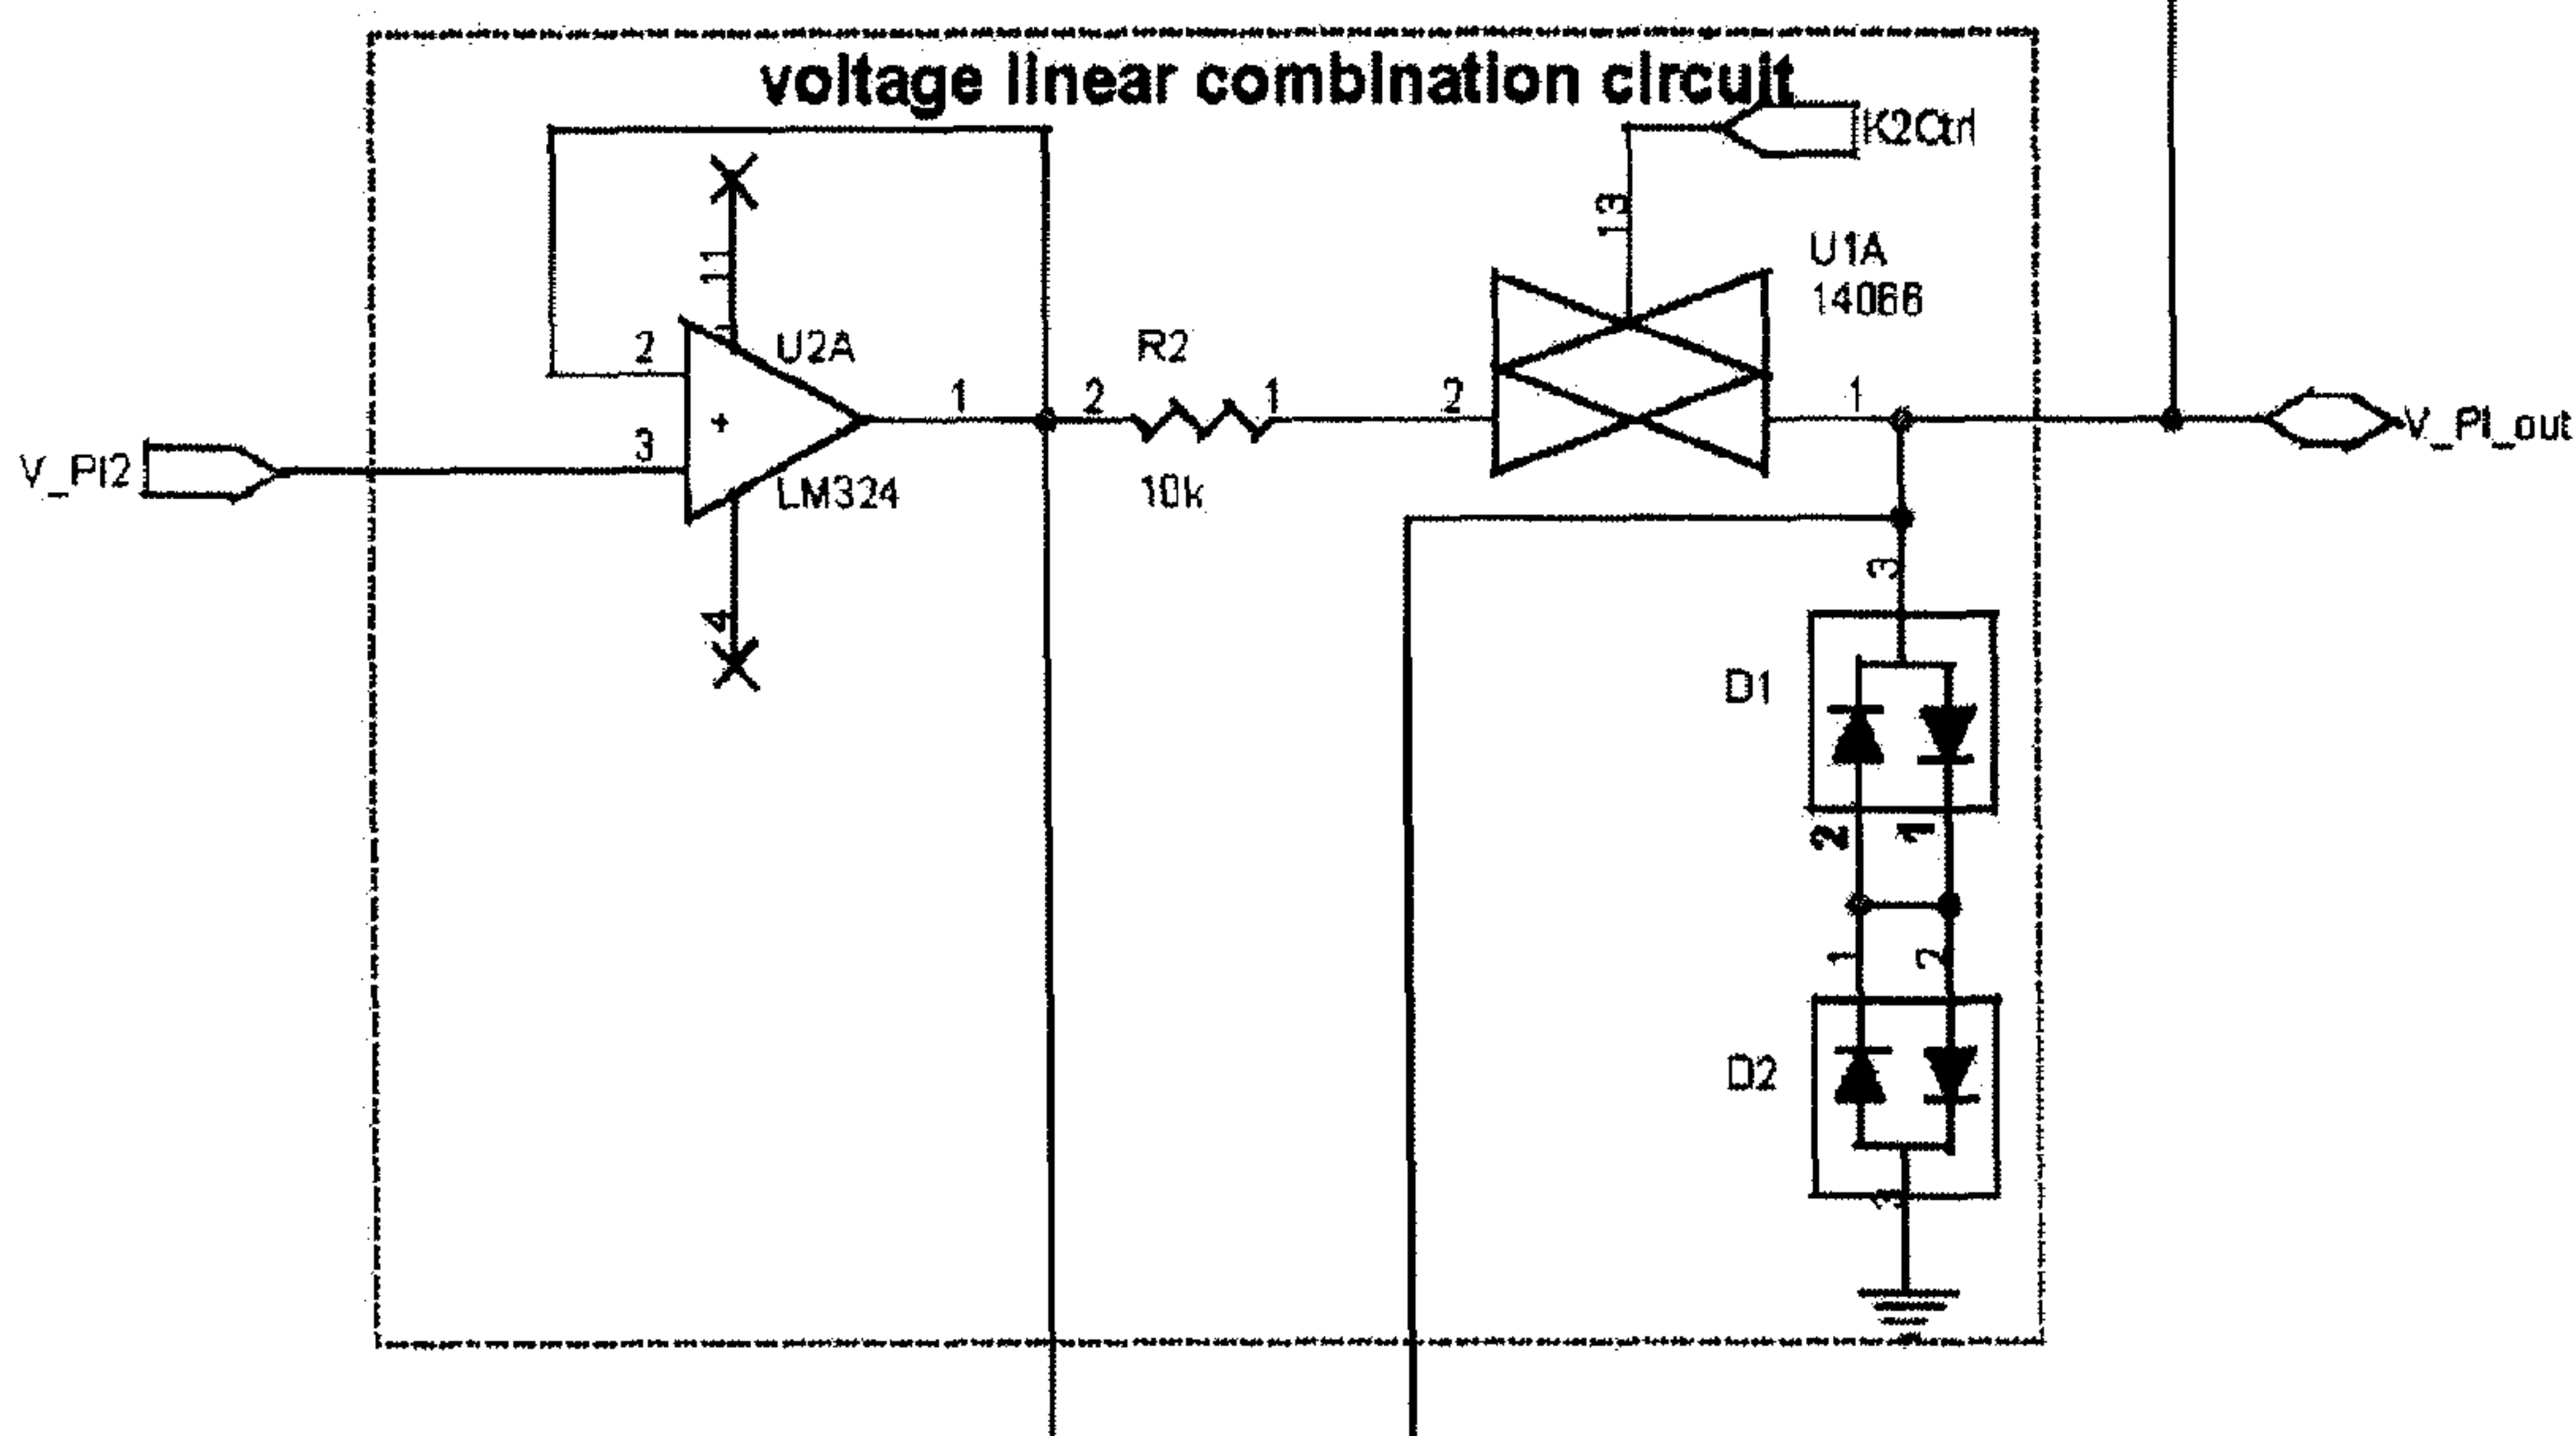 voltage linear combination circuit
K2Ctrl
13
U1A
14066
11
2
U2A
R2
1
2
1
2
1
V_PI_out
3
V_PI2
LM324
10k
3
4
D1
2
1
1
2
D2
3